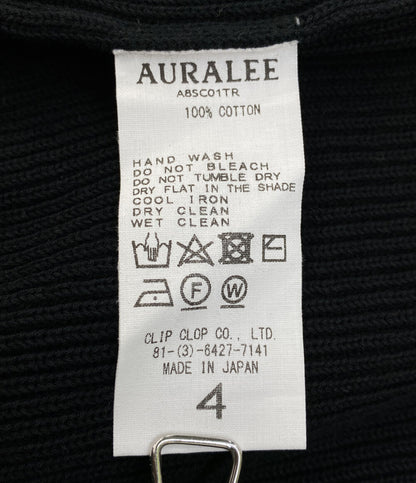 AURALEE
A8SC01TR
100% COTTON
HAND WASH
DO NOT BLEACH
DO NOT TUMBLE DRY
DRY FLAT IN THE SHADE
COOL IRON
DRY CLEAN
WET CLEAN
F W
CLIP CLOP CO., LTD.
81-(3)-6427-7141
MADE IN JAPAN
4